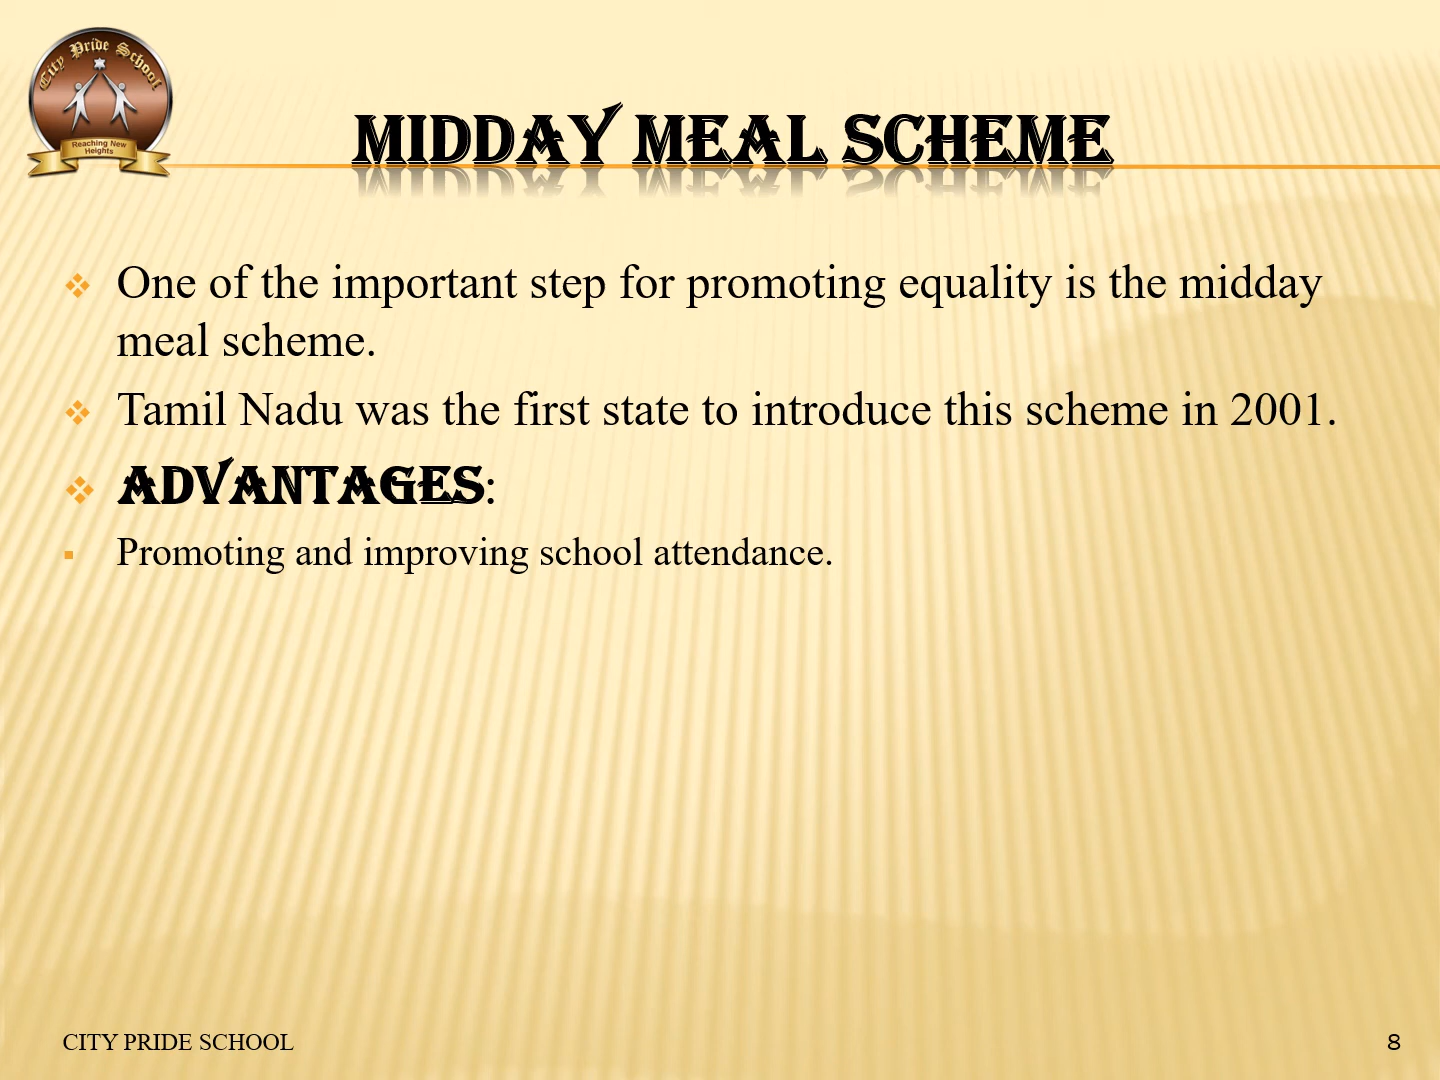 City Pride School
Reaching New
Heights
MIDDAY MEAL SCHEME
One of the important step for promoting equality is the midday
meal scheme.
Tamil Nadu was the first state to introduce this scheme in 2001.
ADVANTAGES:
Promoting and improving school attendance.
CITY PRIDE SCHOOL
8